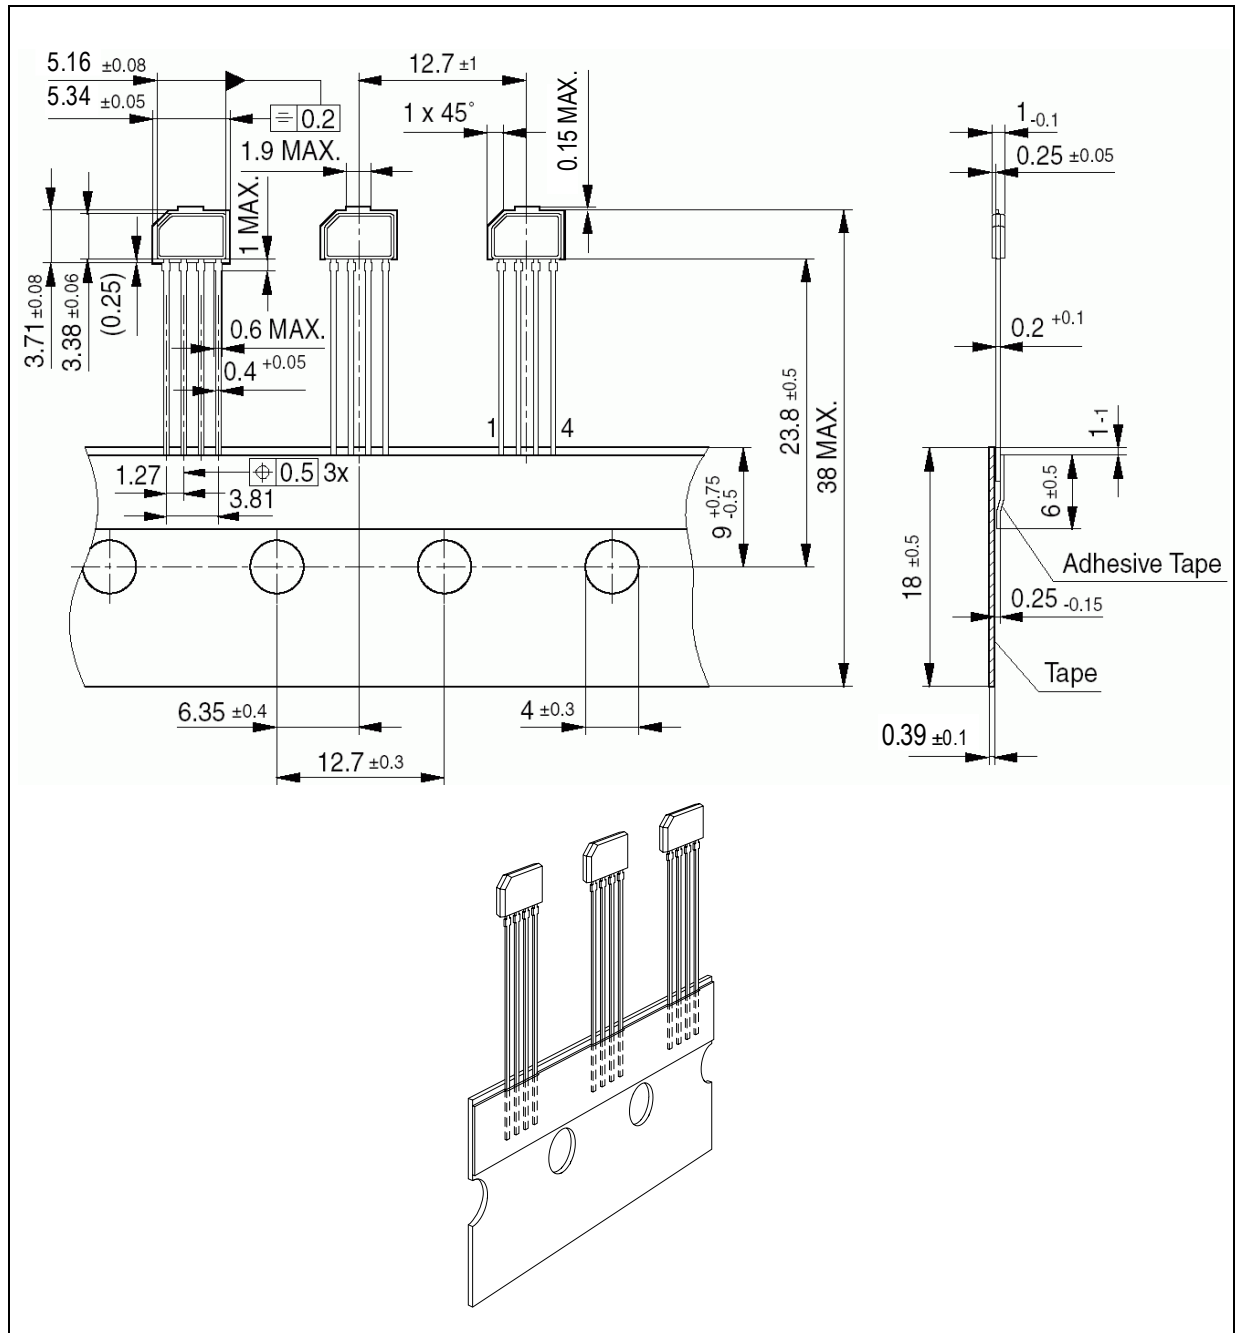 5.16 ±0.08
12.7 ±1
5.34 ±0.05
0.2
1 x 45°
0.15 MAX.
1 -0.1
1.9 MAX.
0.25 ±0.05
1 MAX.
3.71 ±0.08
3.38 ±0.06
(0.25)
0.6 MAX.
0.4 +0.05
0.2 +0.1
23.8 ±0.5
38 MAX.
1 4
1 -1
1.27
0.5 3x
3.81
9 +0.75 -0.5
6 ±0.5
18 ±0.5
Adhesive Tape
0.25 -0.15
Tape
6.35 ±0.4
4 ±0.3
0.39 ±0.1
12.7 ±0.3